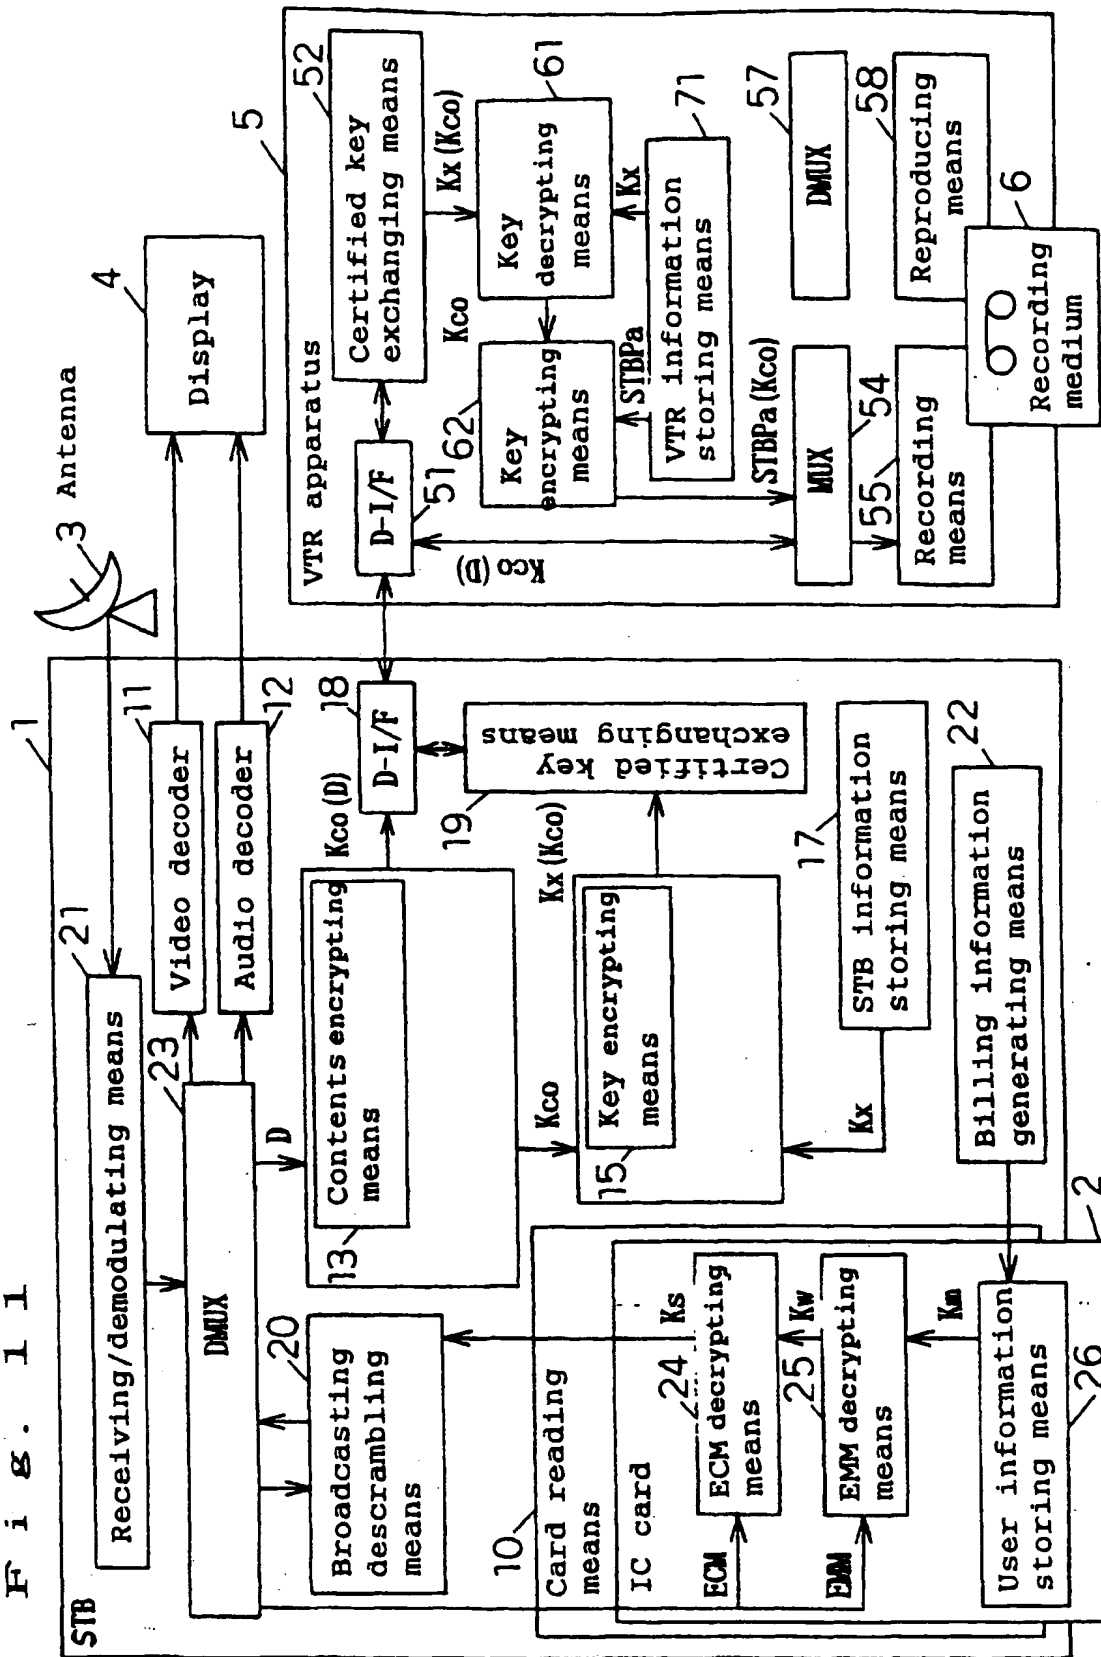 Fig. 11
STB
1
Receiving/demodulating means
21
3
Antenna
DMUX
23
Video decoder
11
Audio decoder
12
4
Display
Broadcasting
descrambling
means
20
D
Contents encrypting
means
13
Kco(D)
D-I/F
18
Certified key
exchanging means
19
Kco
Key encrypting
means
15
Kx(Kco)
Kx
STB information
storing means
17
Billing information
generating means
22
10
Card reading
means
IC card
2
ECM
ECM decrypting
means
24
Ks
Kw
EMM
EMM decrypting
means
25
Km
User information
storing means
26
VTR apparatus
5
D-I/F
51
Certified key
exchanging means
52
Kx(Kco)
Kco
Key
encrypting
means
62
Key
decrypting
means
61
STBPa
Kx
VTR information
storing means
71
Kco(D)
STBPa(Kco)
MUX
54
DMUX
57
Recording
means
55
Reproducing
means
58
Recording
medium
6